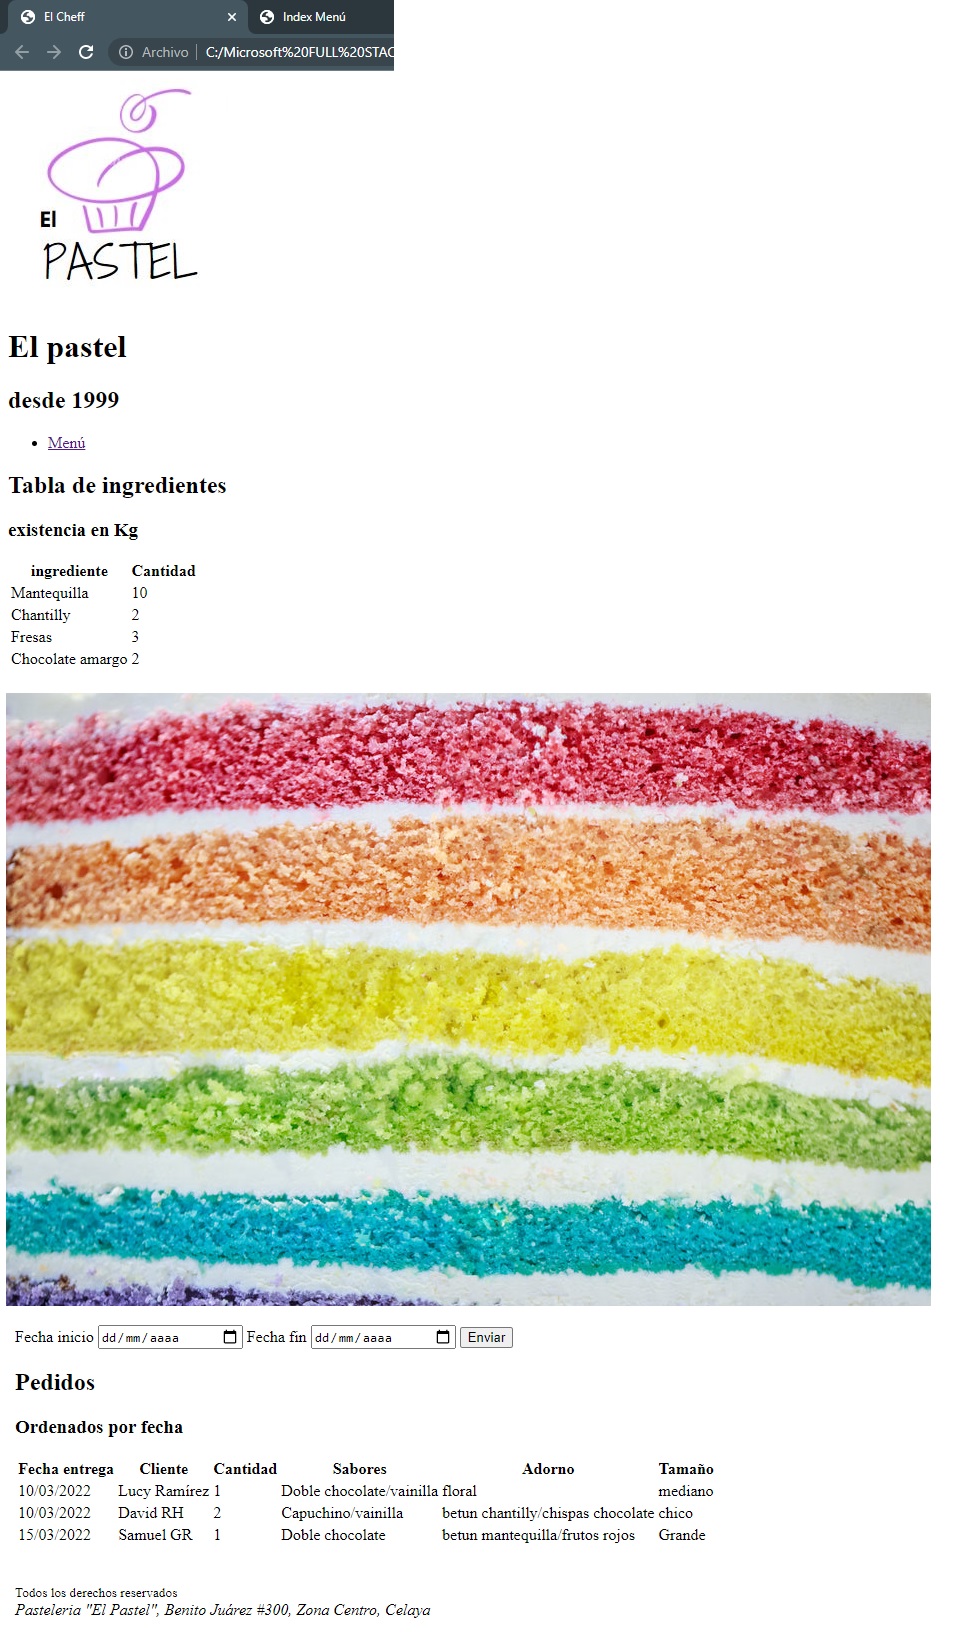 El Cheff
Index Menú
Archivo
C:/Microsoft%20FULL%20STAC
El
PASTEL
El pastel
desde 1999
Menú
Tabla de ingredientes
existencia en Kg
ingrediente Cantidad
Mantequilla 10
Chantilly 2
Fresas 3
Chocolate amargo 2
Fecha inicio dd/mm/aaaa Fecha fin dd/mm/aaaa Enviar
Pedidos
Ordenados por fecha
Fecha entrega Cliente Cantidad Sabores Adorno Tamaño
10/03/2022 Lucy Ramírez 1 Doble chocolate/vainilla floral mediano
10/03/2022 David RH 2 Capuchino/vainilla betun chantilly/chispas chocolate chico
15/03/2022 Samuel GR 1 Doble chocolate betun mantequilla/frutos rojos Grande
Todos los derechos reservados
Pasteleria "El Pastel", Benito Juárez #300, Zona Centro, Celaya